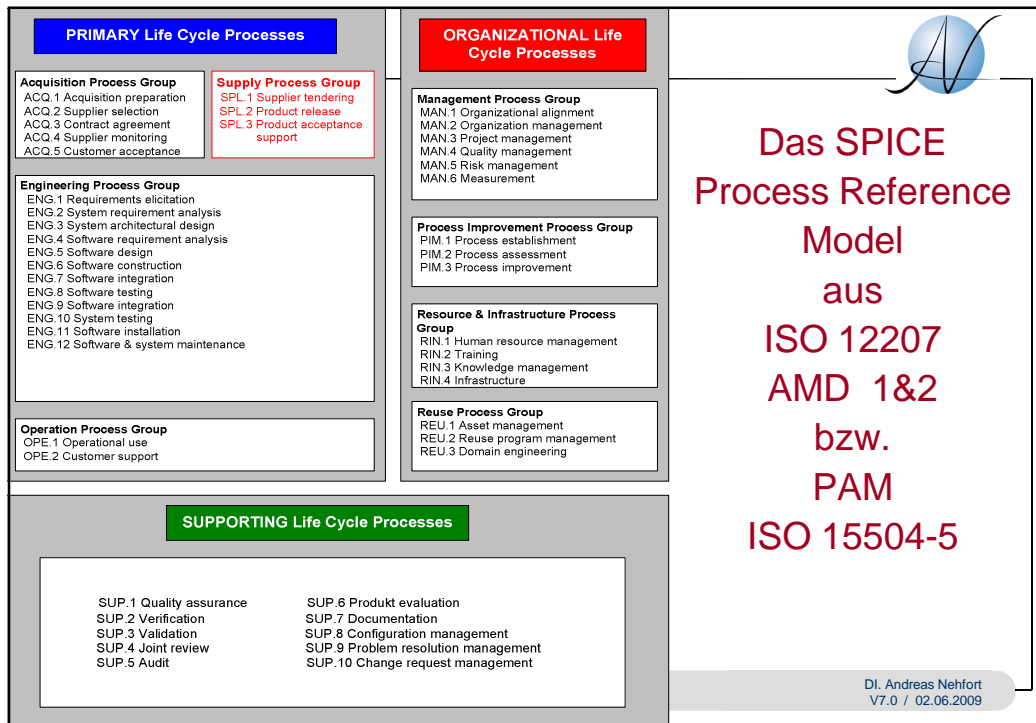 PRIMARY Life Cycle Processes
Acquisition Process Group
ACQ.1 Acquisition preparation
ACQ.2 Supplier selection
ACQ.3 Contract agreement
ACQ.4 Supplier monitoring
ACQ.5 Customer acceptance
Supply Process Group
SPL.1 Supplier tendering
SPL.2 Product release
SPL.3 Product acceptance
support
Engineering Process Group
ENG.1 Requirements elicitation
ENG.2 System requirement analysis
ENG.3 System architectural design
ENG.4 Software requirement analysis
ENG.5 Software design
ENG.6 Software construction
ENG.7 Software integration
ENG.8 Software testing
ENG.9 Software integration
ENG.10 System testing
ENG.11 Software installation
ENG.12 Software & system maintenance
Operation Process Group
OPE.1 Operational use
OPE.2 Customer support
ORGANIZATIONAL Life
Cycle Processes
Management Process Group
MAN.1 Organizational alignment
MAN.2 Organization management
MAN.3 Project management
MAN.4 Quality management
MAN.5 Risk management
MAN.6 Measurement
Process Improvement Process Group
PIM.1 Process establishment
PIM.2 Process assessment
PIM.3 Process improvement
Resource & Infrastructure Process
Group
RIN.1 Human resource management
RIN.2 Training
RIN.3 Knowledge management
RIN.4 Infrastructure
Reuse Process Group
REU.1 Asset management
REU.2 Reuse program management
REU.3 Domain engineering
SUPPORTING Life Cycle Processes
SUP.1 Quality assurance
SUP.2 Verification
SUP.3 Validation
SUP.4 Joint review
SUP.5 Audit
SUP.6 Produkt evaluation
SUP.7 Documentation
SUP.8 Configuration management
SUP.9 Problem resolution management
SUP.10 Change request management
AN
Das SPICE
Process Reference
Model
aus
ISO 12207
AMD 1&2
bzw.
PAM
ISO 15504-5
DI. Andreas Nehfort
V7.0 / 02.06.2009